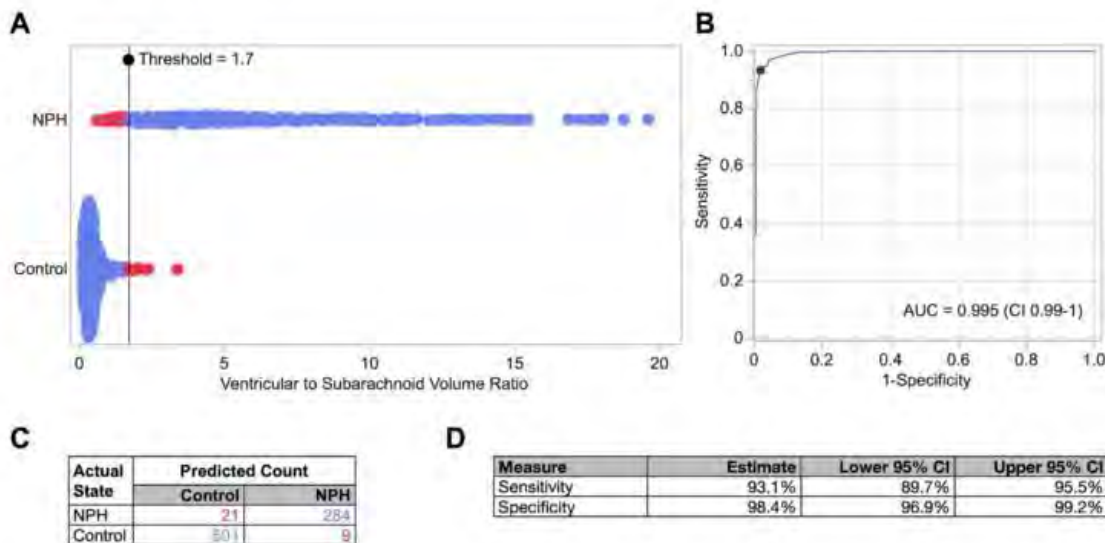 A
Threshold = 1.7
NPH
Control
0 5 10 15 20
Ventricular to Subarachnoid Volume Ratio
B
1.0
0.8
0.6
0.4
0.2
0
Sensitivity
AUC = 0.995 (CI 0.99-1)
0 0.2 0.4 0.6 0.8 1.0
1-Specificity
C
Actual State Predicted Count
Control NPH
NPH 21 284
Control 9
D
Measure Estimate Lower 95% CI Upper 95% CI
Sensitivity 93.1% 89.7% 95.5%
Specificity 98.4% 96.9% 99.2%